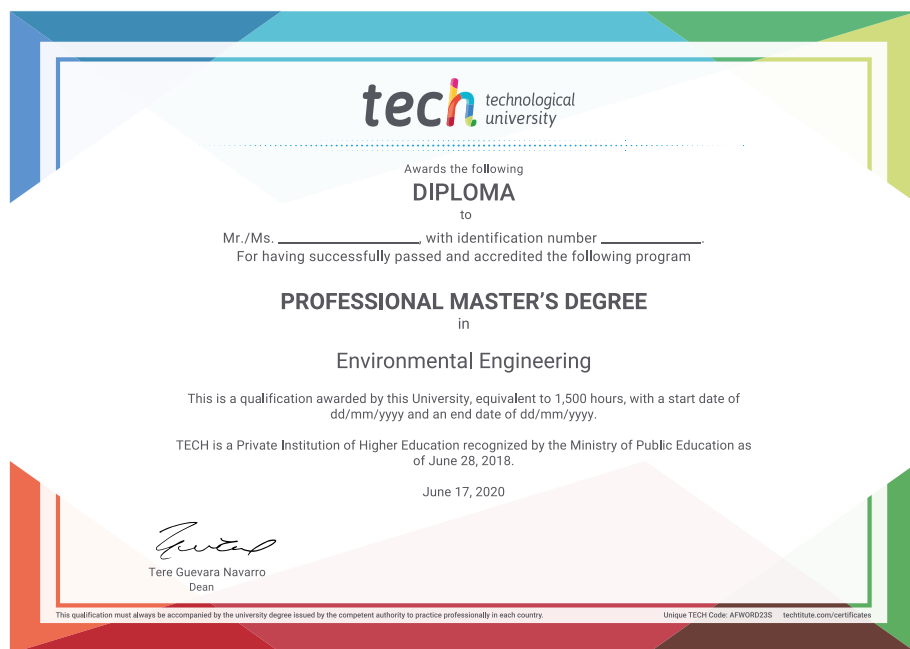 tech technological
university
Awards the following
DIPLOMA
to
Mr./Ms. ____________, with identification number ____________.
For having successfully passed and accredited the following program
PROFESSIONAL MASTER'S DEGREE
in
Environmental Engineering
This is a qualification awarded by this University, equivalent to 1,500 hours, with a start date of
dd/mm/yyyy and an end date of dd/mm/yyyy.
TECH is a Private Institution of Higher Education recognized by the Ministry of Public Education as
of June 28, 2018.
June 17, 2020
Tere Guevara Navarro
Dean
This qualification must always be accompanied by the university degree issued by the competent authority to practice professionally in each country. Unique TECH Code: AFWORD23S techtitute.com/certificates